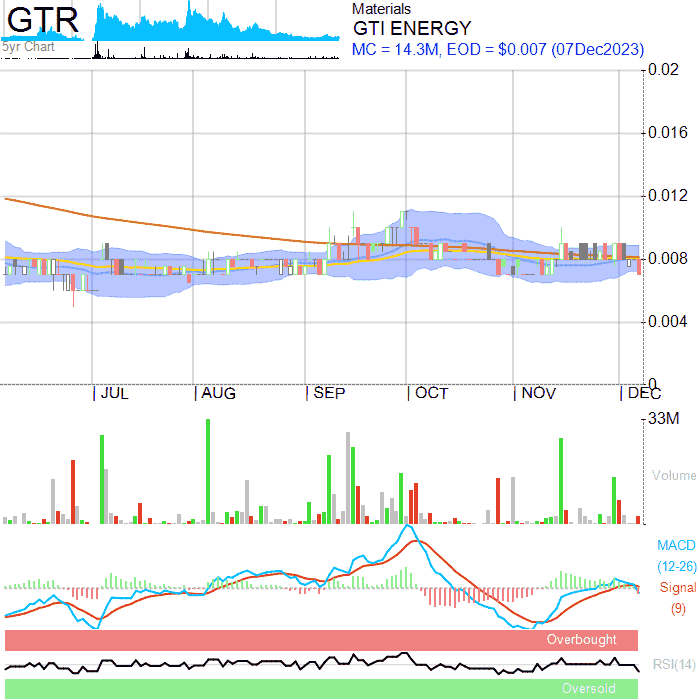 GTR
5yr Chart
Materials
GTI ENERGY
MC = 14.3M, EOD = $0.007 (07Dec2023)
0.02
0.016
0.012
0.008
0.004
0
JUL AUG SEP OCT NOV DEC
33M
Volume
MACD
(12-26)
Signal
(9)
Overbought
RSI(14)
Oversold